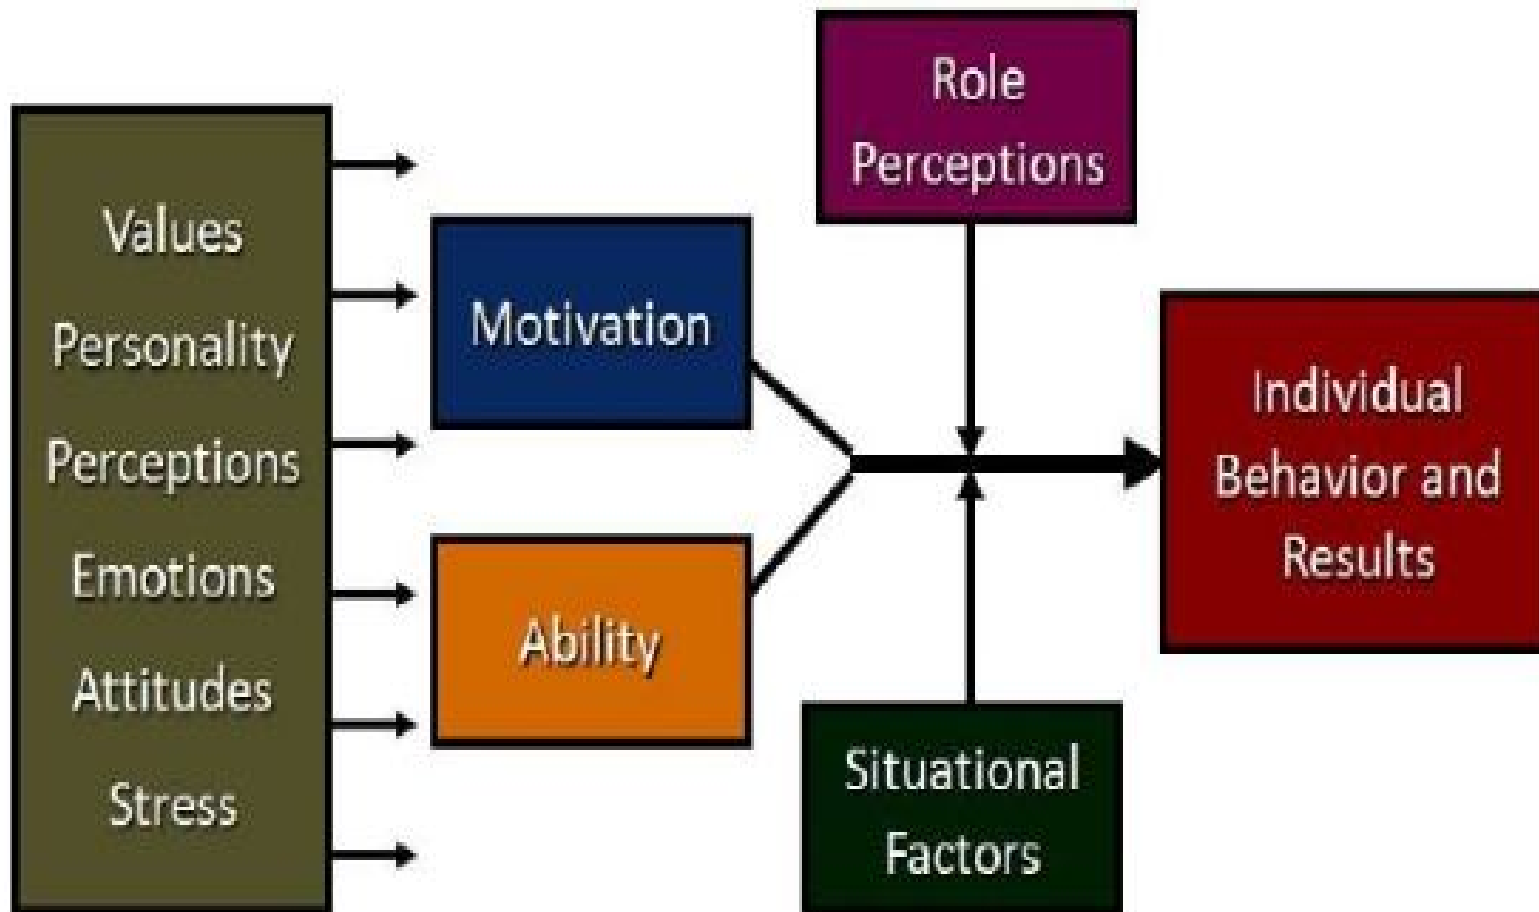 Values
Personality
Perceptions
Emotions
Attitudes
Stress
Motivation
Ability
Role
Perceptions
Situational
Factors
Individual
Behavior and
Results